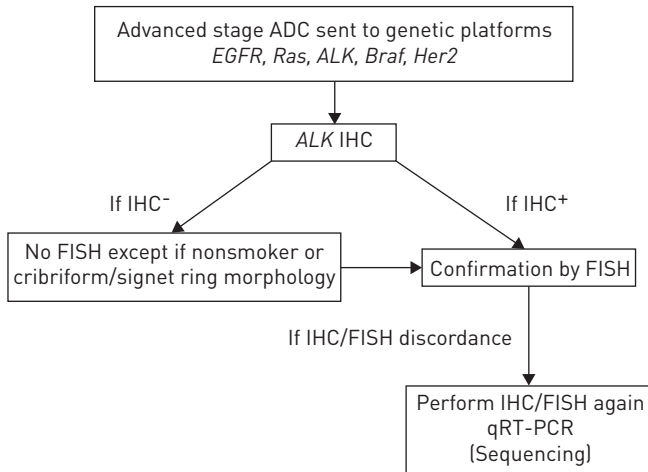 Advanced stage ADC sent to genetic platforms
EGFR, Ras, ALK, Braf, Her2
ALK IHC
If IHC⁻
If IHC⁺
No FISH except if nonsmoker or
cribriform/signet ring morphology
Confirmation by FISH
If IHC/FISH discordance
Perform IHC/FISH again
qRT-PCR
(Sequencing)